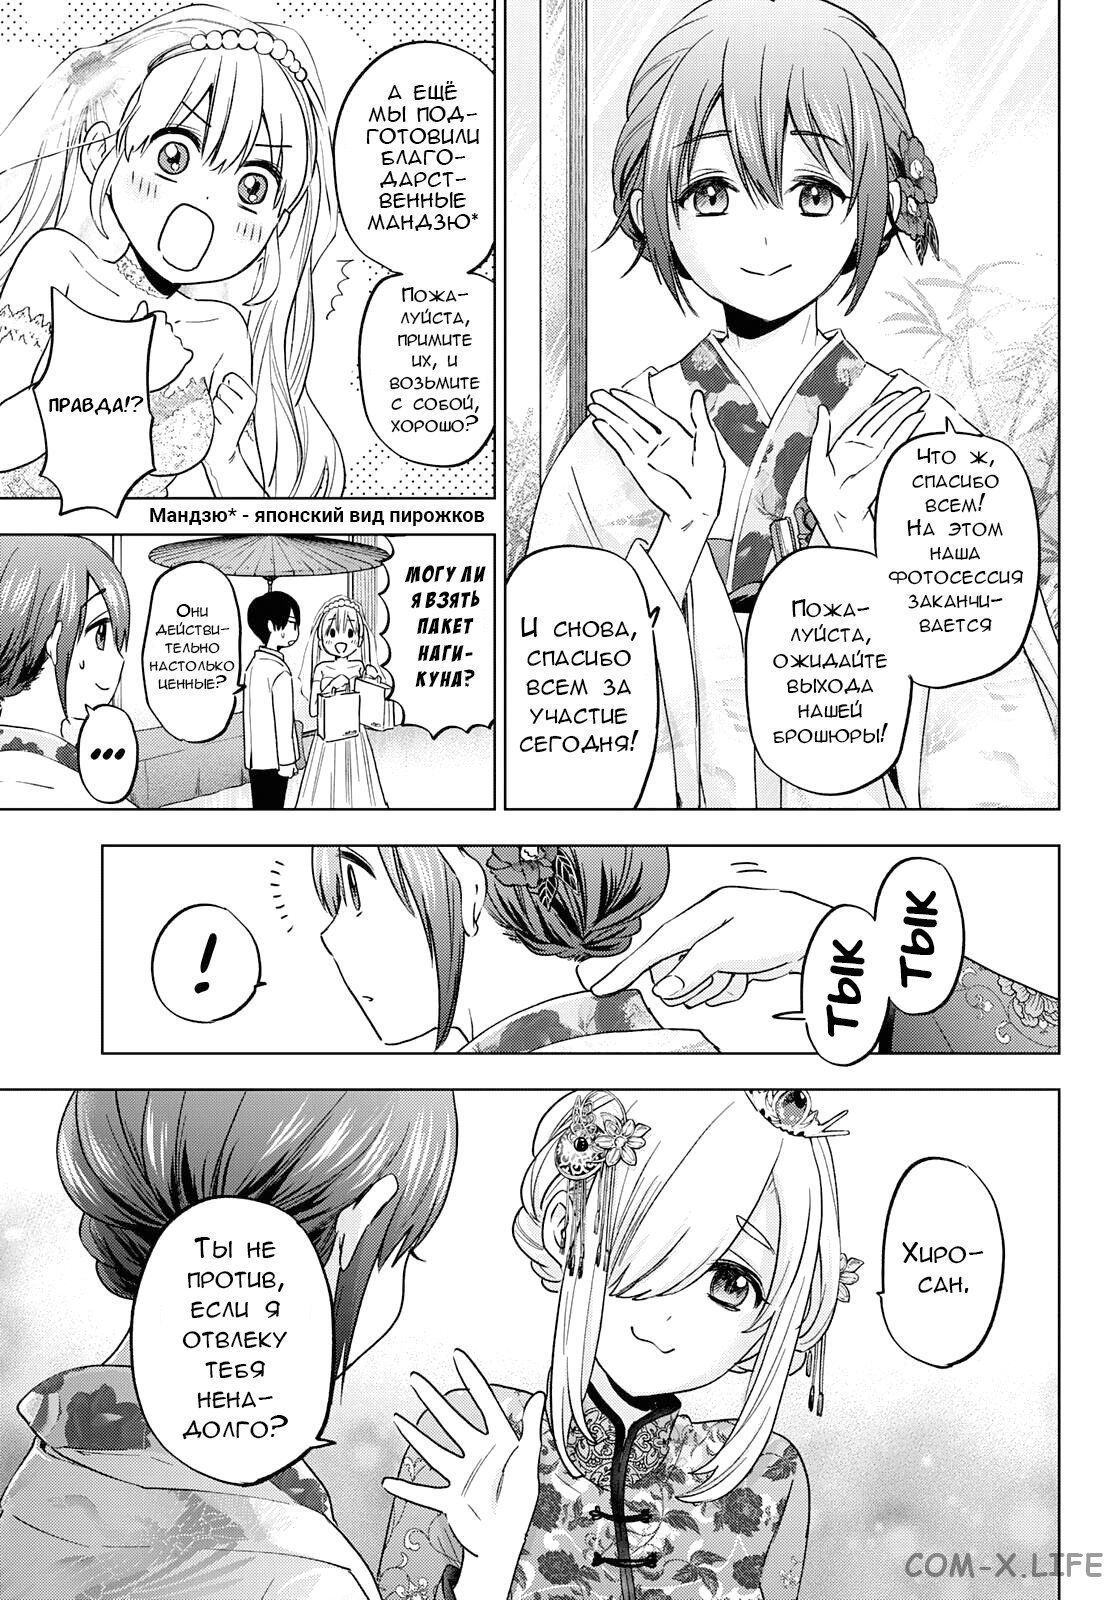 ЧТО Ж,
СПАСИБО
ВСЕМ!
НА ЭТОМ
НАША
ФОТОСЕССИЯ
ЗАКАНЧИ-
ВАЕТСЯ
ПОЖА-
ЛУЙСТА,
ОЖИДАЙТЕ
ВЫХОДА
НАШЕЙ
БРОШЮРЫ!
И СНОВА,
СПАСИБО
ВСЕМ ЗА
УЧАСТИЕ
СЕГОДНЯ!
А ЕЩЁ
МЫ ПОД-
ГОТОВИЛИ
БЛАГО-
ДАРСТ-
ВЕННЫЕ
МАНДЗЮ*
ПОЖА-
ЛУЙСТА,
ПРИМИТЕ
ИХ, И
ВОЗЬМИТЕ
С СОБОЙ,
ХОРОШО?
ПРАВДА!?
Мандзю* - японский вид пирожков
МОГУ ЛИ
Я ВЗЯТЬ
ПАКЕТ
НАГИ-
КУНА?
ОНИ
ДЕЙСТВИ-
ТЕЛЬНО
НАСТОЛЬКО
ЦЕННЫЕ?
...
ТЫК
ТЫК
!
ХИРО-
САН,
ТЫ НЕ
ПРОТИВ,
ЕСЛИ Я
ОТВЛЕКУ
ТЕБЯ
НЕНА-
ДОЛГО?
COM-X.LIFE